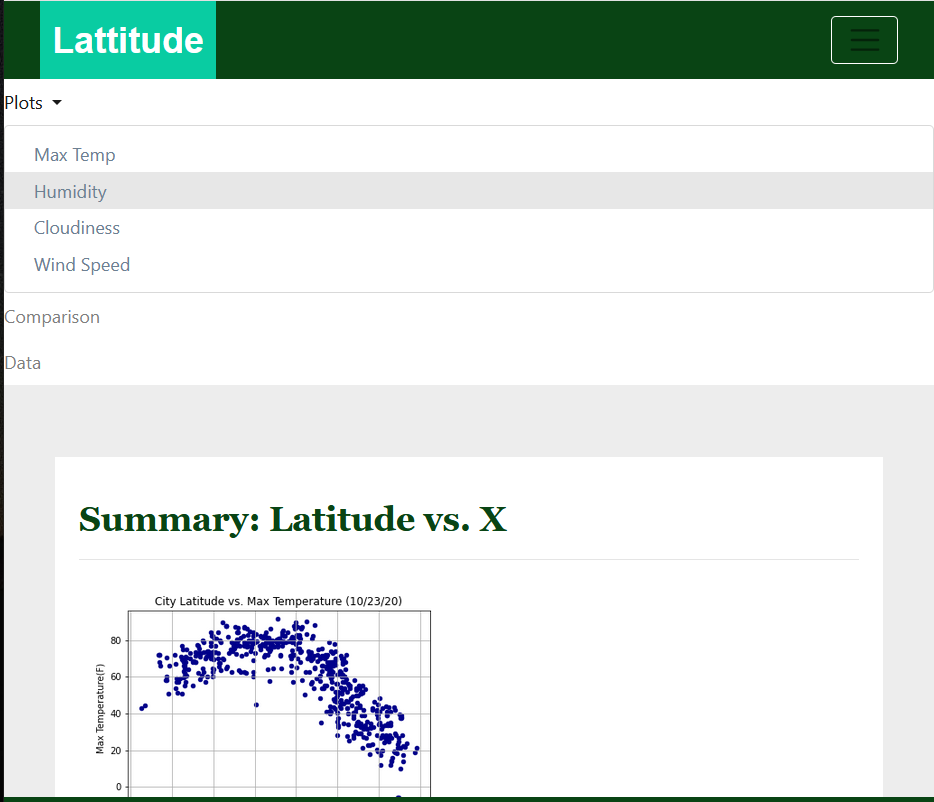 Lattitude
Plots
Max Temp
Humidity
Cloudiness
Wind Speed
Comparison
Data
Summary: Latitude vs. X
City Latitude vs. Max Temperature (10/23/20)
Max Temperature(F)
80
60
40
20
0